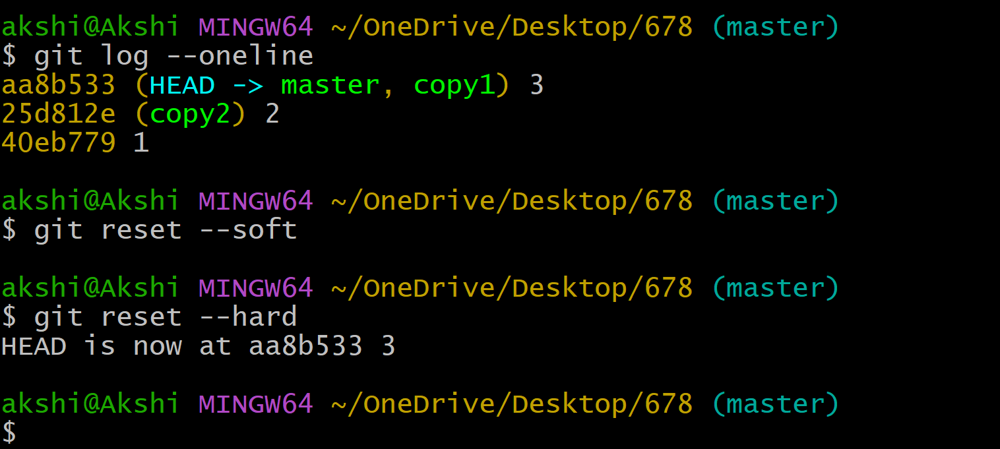 akshi@Akshi MINGW64 ~/OneDrive/Desktop/678 (master)
$ git log --oneline
aa8b533 (HEAD -> master, copy1) 3
25d812e (copy2) 2
40eb779 1
akshi@Akshi MINGW64 ~/OneDrive/Desktop/678 (master)
$ git reset --soft
akshi@Akshi MINGW64 ~/OneDrive/Desktop/678 (master)
$ git reset --hard
HEAD is now at aa8b533 3
akshi@Akshi MINGW64 ~/OneDrive/Desktop/678 (master)
$